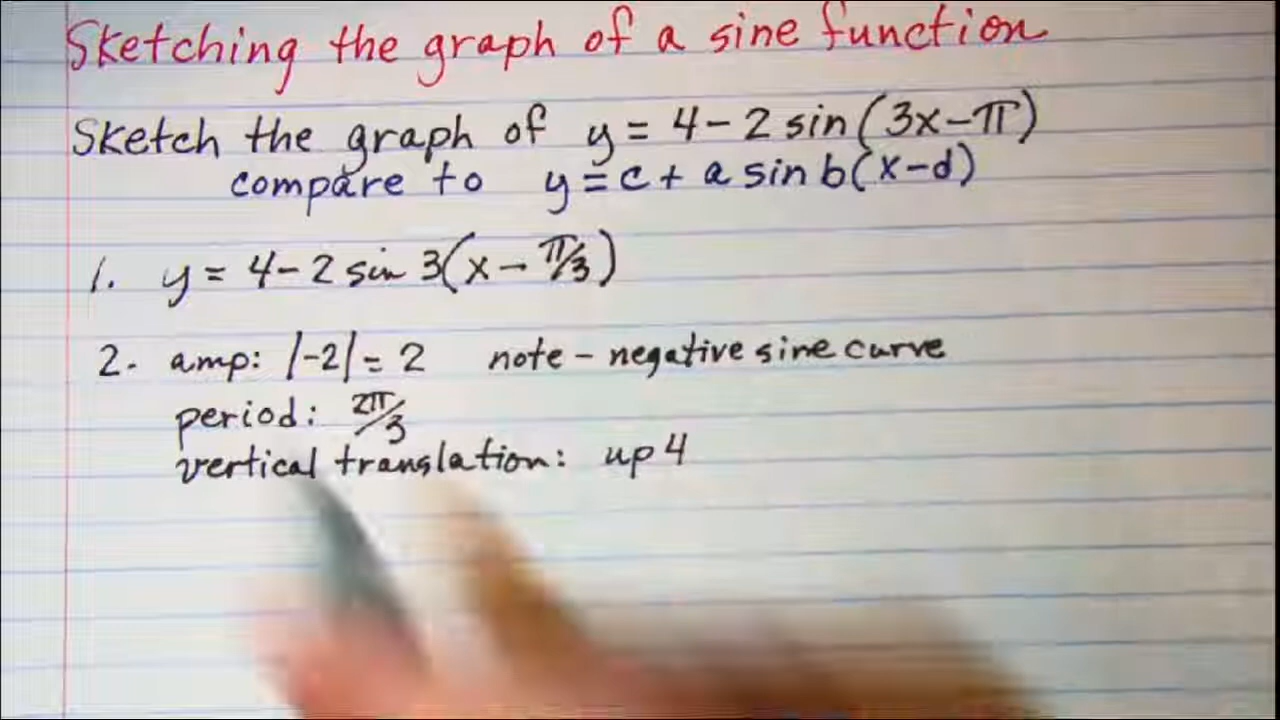 Sketching the graph of a sine function
Sketch the graph of y = 4 - 2 sin(3x-π)
compare to y = c + a sin b(x-d)
1. y = 4 - 2 sin 3(x - π/3)
2. amp: |-2| = 2 note - negative sine curve
period: 2π/3
vertical translation: up 4